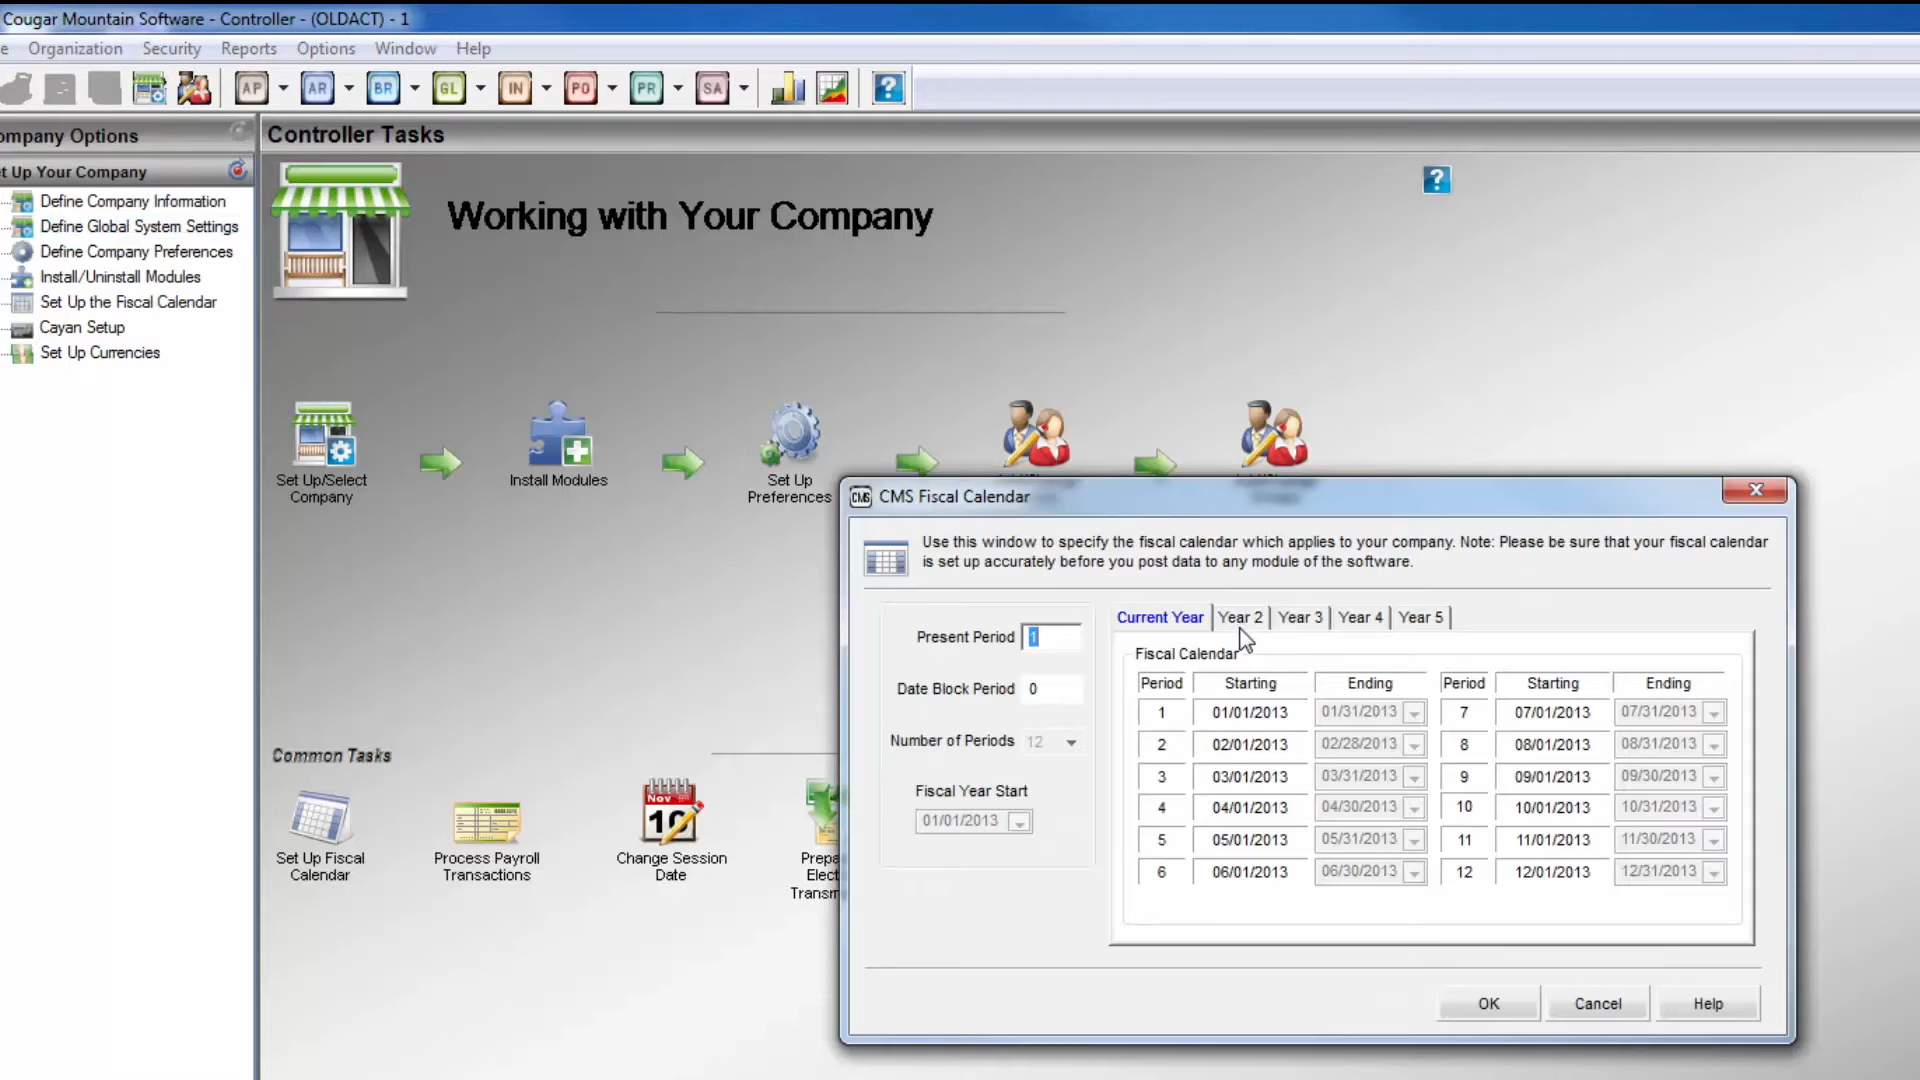 Cougar Mountain Software - Controller - (OLDACT) - 1
e Organization Security Reports Options Window Help
AP AR BR GL IN PO PR SA ?
ompany Options
Controller Tasks
t Up Your Company
Define Company Information
Define Global System Settings
Define Company Preferences
Install/Uninstall Modules
Set Up the Fiscal Calendar
Cayan Setup
Set Up Currencies
?
Working with Your Company
Set Up/Select
Company
Install Modules
Set Up
Preferences
Common Tasks
Nov
Set Up Fiscal
Calendar
Process Payroll
Transactions
Change Session
Date
Prepa
Elect
Transm
CMS CMS Fiscal Calendar
Use this window to specify the fiscal calendar which applies to your company. Note: Please be sure that your fiscal calendar
is set up accurately before you post data to any module of the software.
Present Period 1
Date Block Period 0
Number of Periods 12
Fiscal Year Start
01/01/2013
Current Year Year 2 Year 3 Year 4 Year 5
Fiscal Calendar
Period Starting Ending Period Starting Ending
1 01/01/2013 01/31/2013 7 07/01/2013 07/31/2013
2 02/01/2013 02/28/2013 8 08/01/2013 08/31/2013
3 03/01/2013 03/31/2013 9 09/01/2013 09/30/2013
4 04/01/2013 04/30/2013 10 10/01/2013 10/31/2013
5 05/01/2013 05/31/2013 11 11/01/2013 11/30/2013
6 06/01/2013 06/30/2013 12 12/01/2013 12/31/2013
OK Cancel Help